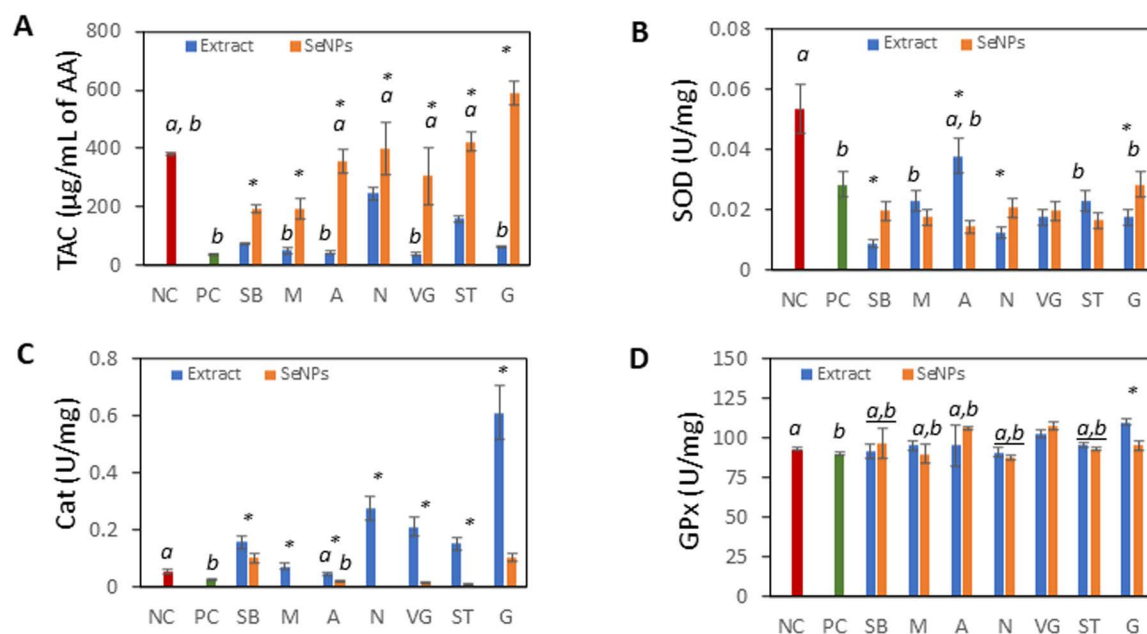 A
TAC (µg/mL of AA)
800
600
400
200
0
Extract SeNPs
a, b
b
*
b *
b * a
* a
b * a
* a
b *
NC PC SB M A N VG ST G
B
SOD (U/mg)
0.08
0.06
0.04
0.02
0
Extract SeNPs
a
b
*
b
* a, b
*
b
* b
NC PC SB M A N VG ST G
C
Cat (U/mg)
0.8
0.6
0.4
0.2
0
Extract SeNPs
a
b
*
*
a * b
*
*
*
*
NC PC SB M A N VG ST G
D
GPx (U/mg)
150
125
100
75
50
25
0
Extract SeNPs
a
b
a,b
a,b
a,b
a,b
a,b
*
NC PC SB M A N VG ST G